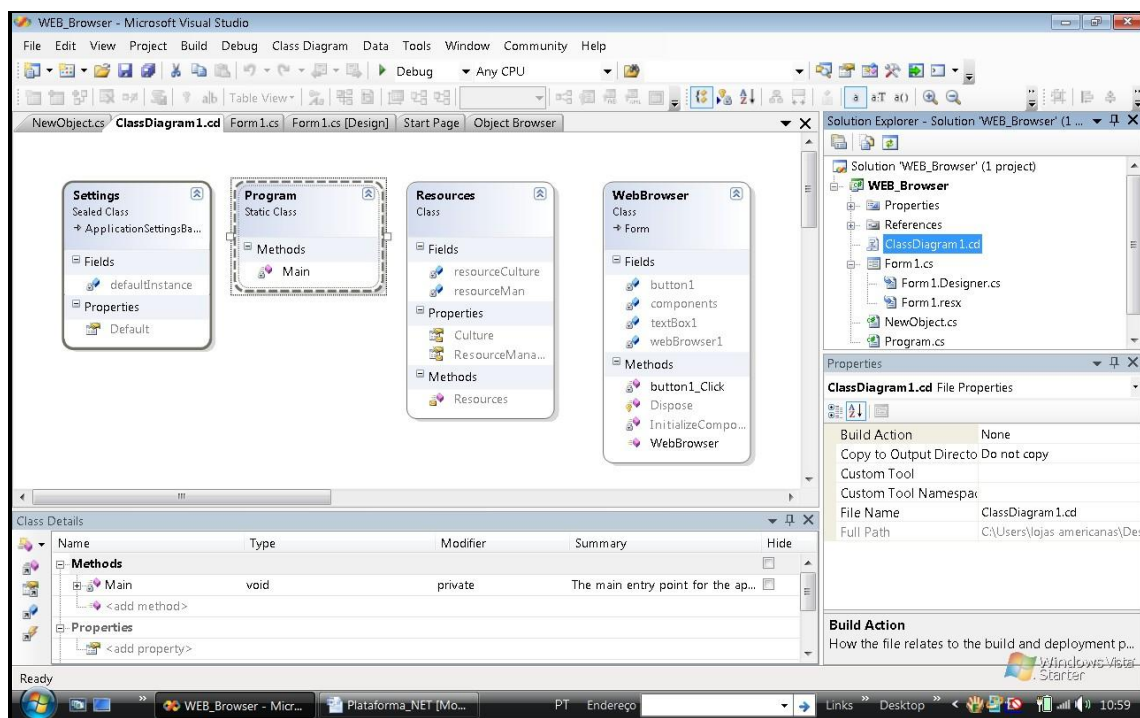 WEB_Browser - Microsoft Visual Studio
File Edit View Project Build Debug Class Diagram Data Tools Window Community Help
Debug Any CPU
Table View
NewObject.cs ClassDiagram1.cd Form1.cs Form1.cs [Design] Start Page Object Browser
Settings
Sealed Class
ApplicationSettingsBa...
Fields
defaultInstance
Properties
Default
Program
Static Class
Methods
Main
Resources
Class
Fields
resourceCulture
resourceMan
Properties
Culture
ResourceMana...
Methods
Resources
WebBrowser
Class
Form
Fields
button1
components
textBox1
webBrowser1
Methods
button1_Click
Dispose
InitializeCompo...
WebBrowser
Solution Explorer - Solution 'WEB_Browser' (1 ...
Solution 'WEB_Browser' (1 project)
WEB_Browser
Properties
References
ClassDiagram1.cd
Form1.cs
Form1.Designer.cs
Form1.resx
NewObject.cs
Program.cs
Properties
ClassDiagram1.cd File Properties
Build Action None
Copy to Output Directo Do not copy
Custom Tool
Custom Tool Namespac
File Name ClassDiagram1.cd
Full Path C:\Users\lojas americanas\De
Build Action
How the file relates to the build and deployment p...
Class Details
Name Type Modifier Summary Hide
Methods
Main void private The main entry point for the ap...
<add method>
Properties
<add property>
Ready
Windows Vista
Starter
WEB_Browser - Micr... Plataforma_NET [Mo... PT Endereço Links Desktop 10:59